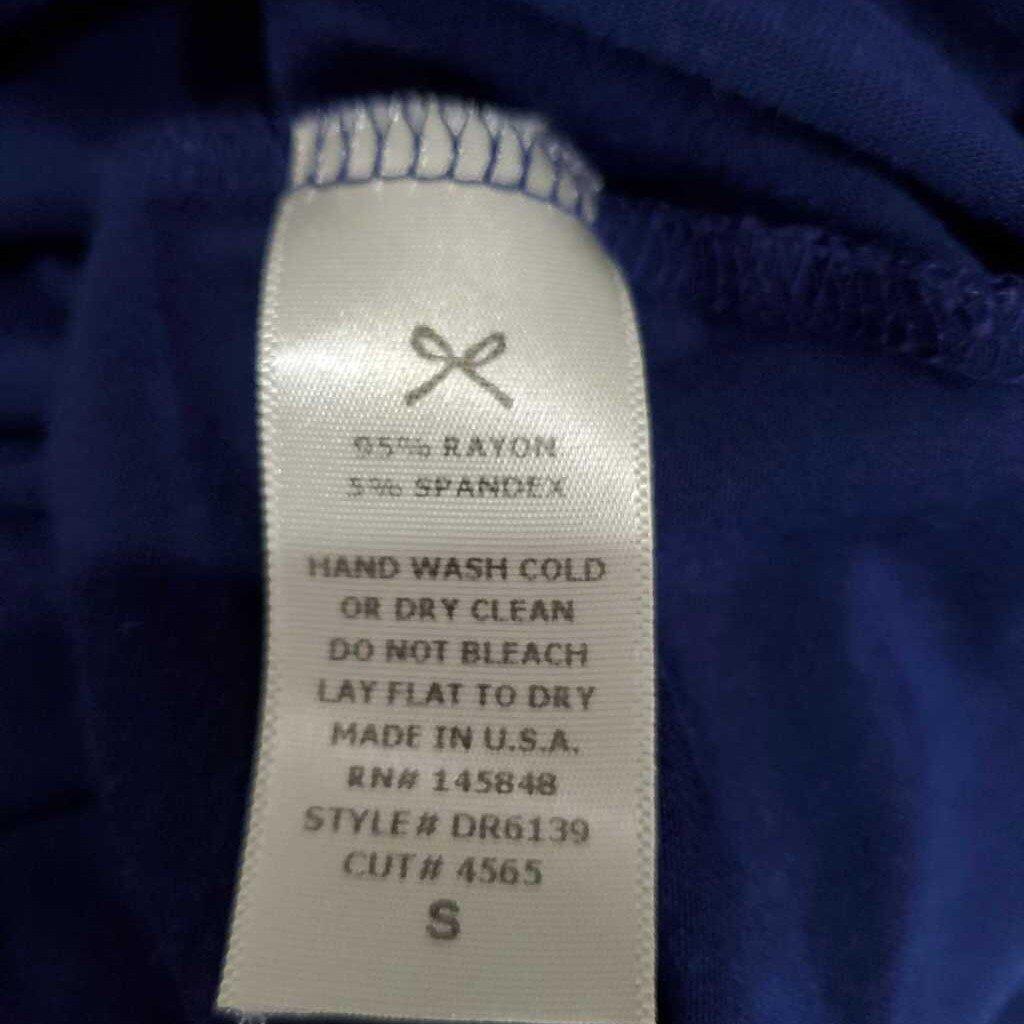 95% RAYON
5% SPANDEX
HAND WASH COLD
OR DRY CLEAN
DO NOT BLEACH
LAY FLAT TO DRY
MADE IN U.S.A.
RN# 145848
STYLE# DR6139
CUT# 4565
S